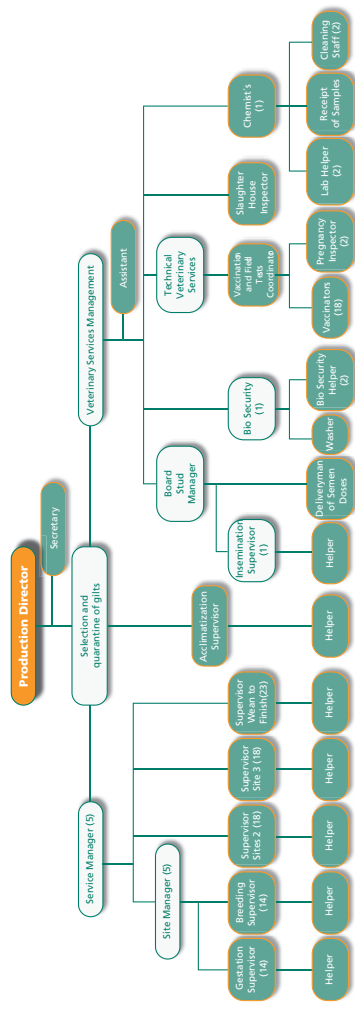 Production Director
Secretary
Service Manager (5)
Selection and
quarantine of gilts
Veterinary Services Management
Assistant
Site Manager (5)
Board
Stud
Manager
Technical
Veterinary
Services
Gestation
Supervisor
(14)
Breeding
Supervisor
(14)
Supervisor
Sites 2 (18)
Supervisor
Site 3 (18)
Supervisor
Wean to
Finish(23)
Acclimatization
Supervisor
Insemination
Supervisor
(1)
Bio Security
(1)
Vaccination
and Field
Tests
Coordinate
Slaughter
House
Inspector
Chemist's
(1)
Helper
Helper
Helper
Helper
Helper
Helper
Helper
Deliveryman
of Semen
Doses
Washer
Bio Security
Helper
(2)
Vaccinators
(18)
Pregnancy
Inspector
(2)
Lab Helper
(2)
Receipt
of Samples
Cleaning
Staff (2)